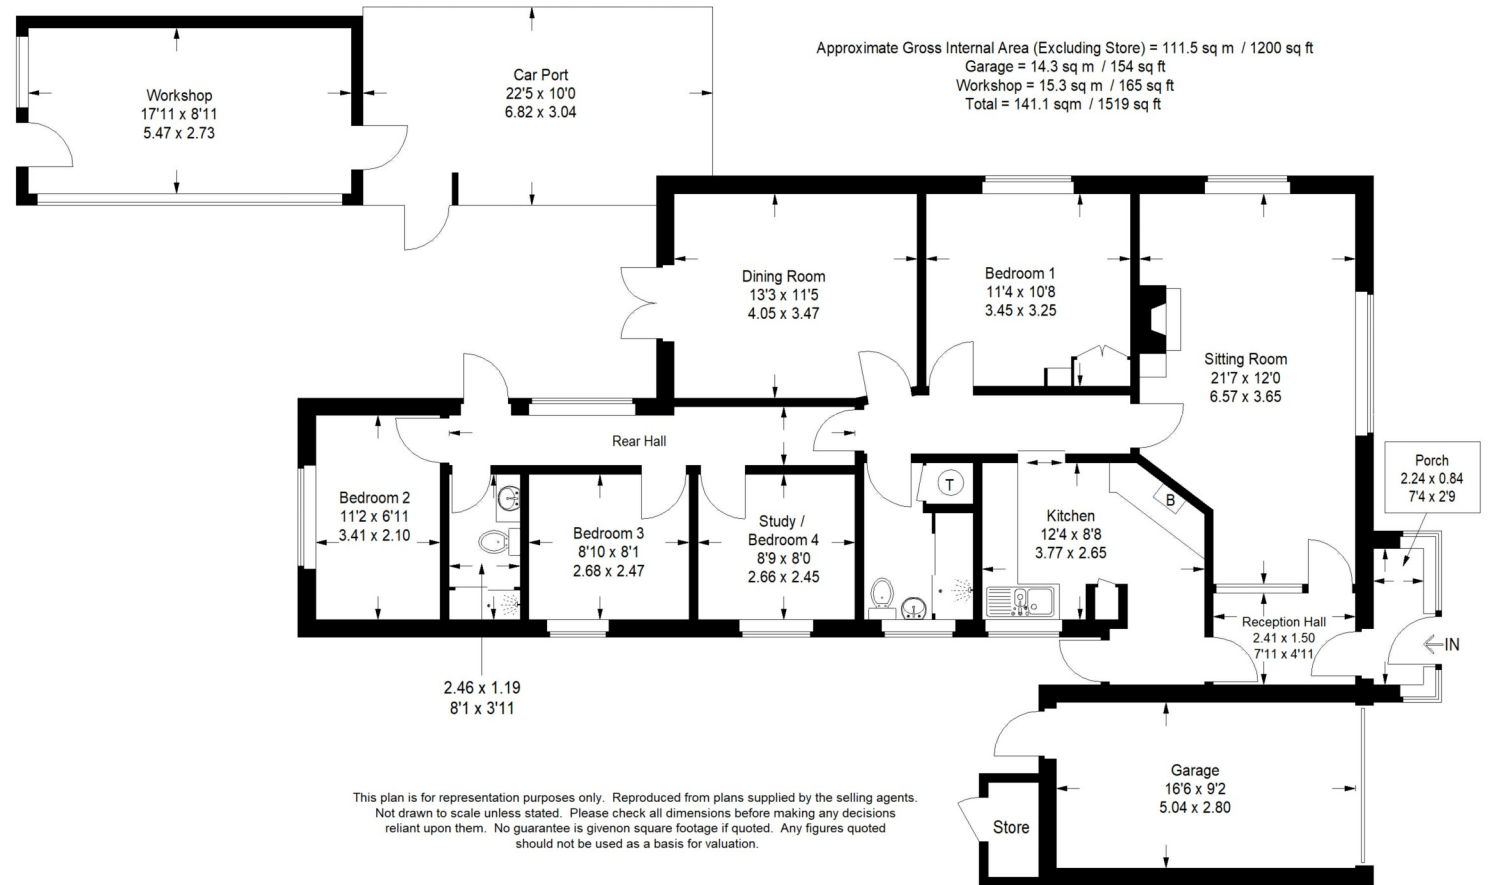 Approximate Gross Internal Area (Excluding Store) = 111.5 sq m / 1200 sq ft
Garage = 14.3 sq m / 154 sq ft
Workshop = 15.3 sq m / 165 sq ft
Total = 141.1 sqm / 1519 sq ft
Workshop
17'11 x 8'11
5.47 x 2.73
Car Port
22'5 x 10'0
6.82 x 3.04
Dining Room
13'3 x 11'5
4.05 x 3.47
Bedroom 1
11'4 x 10'8
3.45 x 3.25
Sitting Room
21'7 x 12'0
6.57 x 3.65
Porch
2.24 x 0.84
7'4 x 2'9
Rear Hall
Bedroom 2
11'2 x 6'11
3.41 x 2.10
Bedroom 3
8'10 x 8'1
2.68 x 2.47
Study /
Bedroom 4
8'9 x 8'0
2.66 x 2.45
T
Kitchen
12'4 x 8'8
3.77 x 2.65
B
Reception Hall
2.41 x 1.50
7'11 x 4'11
IN
2.46 x 1.19
8'1 x 3'11
Garage
16'6 x 9'2
5.04 x 2.80
Store
This plan is for representation purposes only. Reproduced from plans supplied by the selling agents.
Not drawn to scale unless stated. Please check all dimensions before making any decisions
reliant upon them. No guarantee is givenon square footage if quoted. Any figures quoted
should not be used as a basis for valuation.